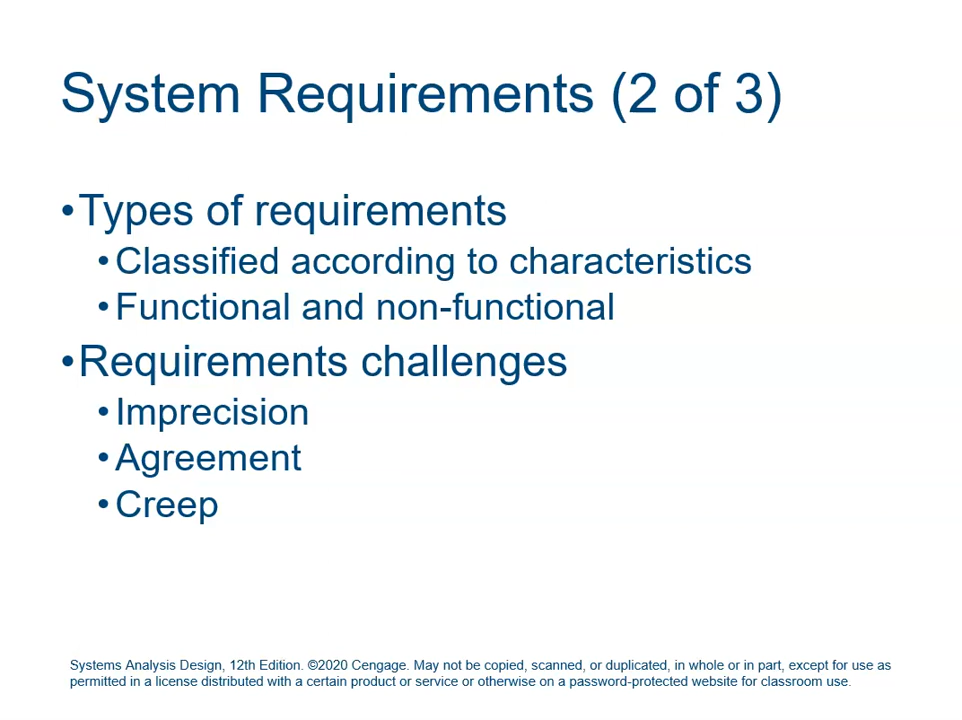 System Requirements (2 of 3)
•Types of requirements
•Classified according to characteristics
•Functional and non-functional
•Requirements challenges
•Imprecision
•Agreement
•Creep
Systems Analysis Design, 12th Edition. ©2020 Cengage. May not be copied, scanned, or duplicated, in whole or in part, except for use as
permitted in a license distributed with a certain product or service or otherwise on a password-protected website for classroom use.